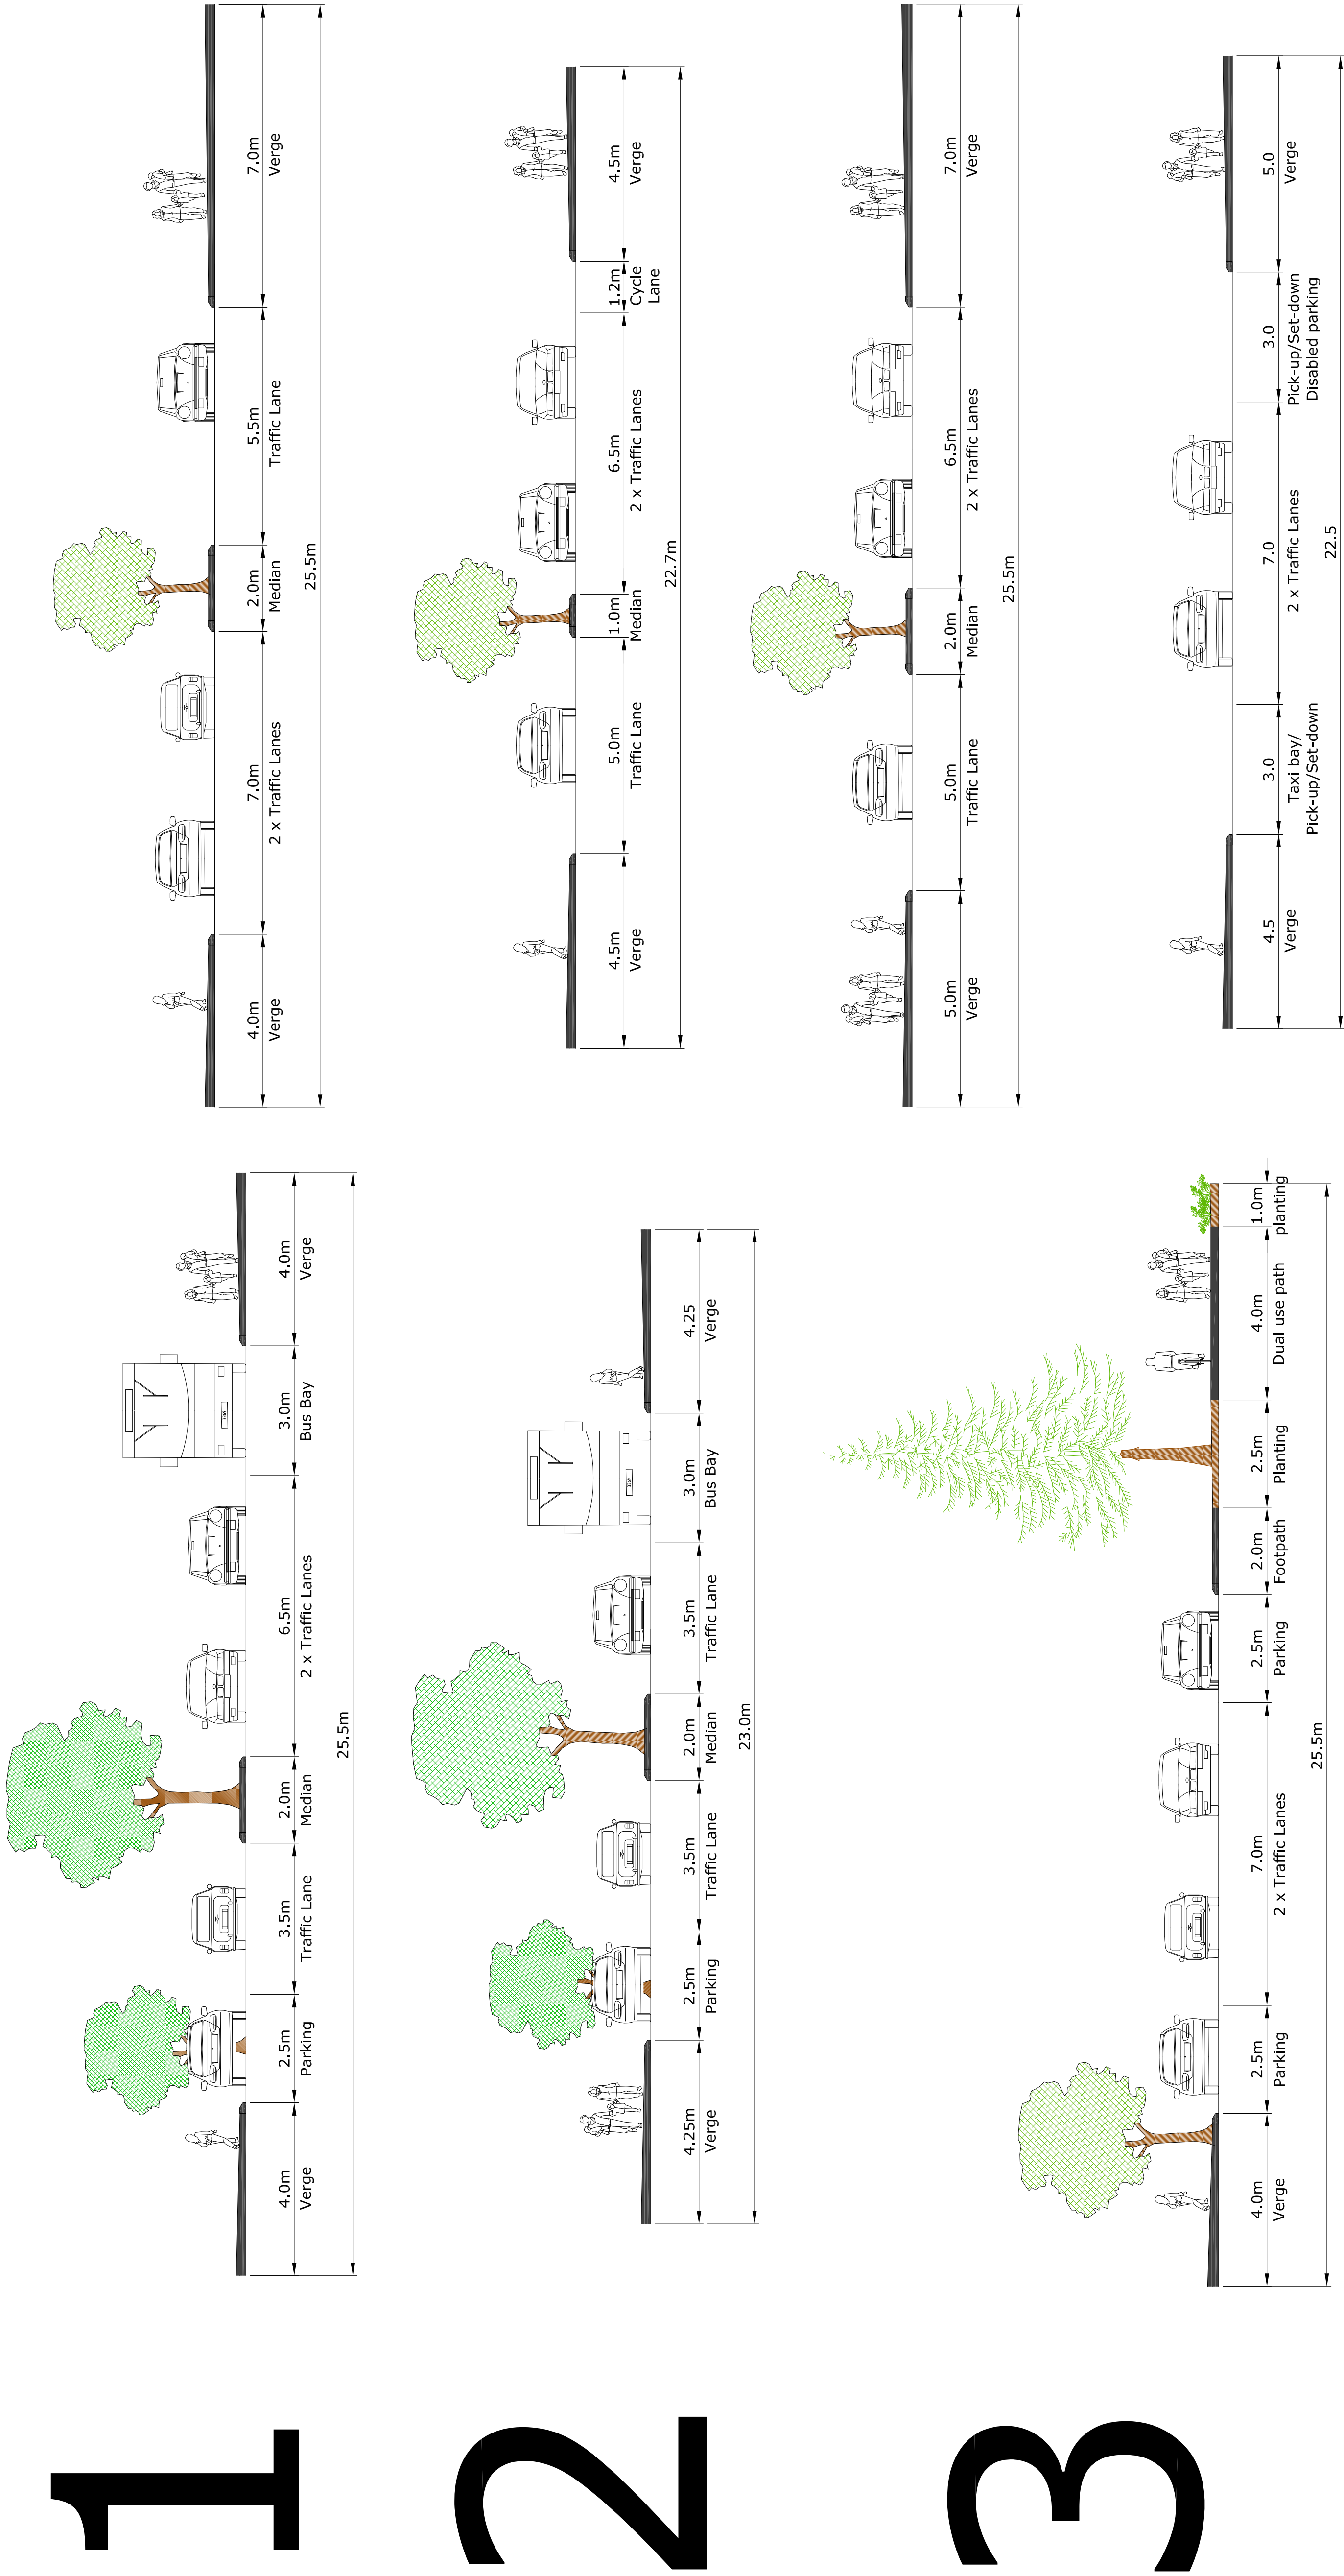 1
4.0m 2.5m 3.5m 2.0m 6.5m 3.0m 4.0m
Verge Parking Traffic Lane Median 2 x Traffic Lanes Bus Bay Verge
25.5m
4.0m 7.0m 2.0m 5.5m 7.0m
Verge 2 x Traffic Lanes Median Traffic Lane Verge
25.5m
2
4.25m 2.5m 3.5m 2.0m 3.5m 3.0m 4.25
Verge Parking Traffic Lane Median Traffic Lane Bus Bay Verge
23.0m
4.5m 5.0m 1.0m 6.5m 1.2m 4.5m
Verge Traffic Lane Median 2 x Traffic Lanes Cycle Verge
Lane
22.7m
5.0m 5.0m 2.0m 6.5m 7.0m
Verge Traffic Lane Median 2 x Traffic Lanes Verge
25.5m
3
4.0m 2.5m 7.0m 2.5m 2.0m 2.5m 4.0m 1.0m
Verge Parking 2 x Traffic Lanes Parking Footpath Planting Dual use path planting
25.5m
4.5 3.0 7.0 3.0 5.0
Verge Taxi bay/ 2 x Traffic Lanes Pick-up/Set-down Verge
Pick-up/Set-down Disabled parking
22.5